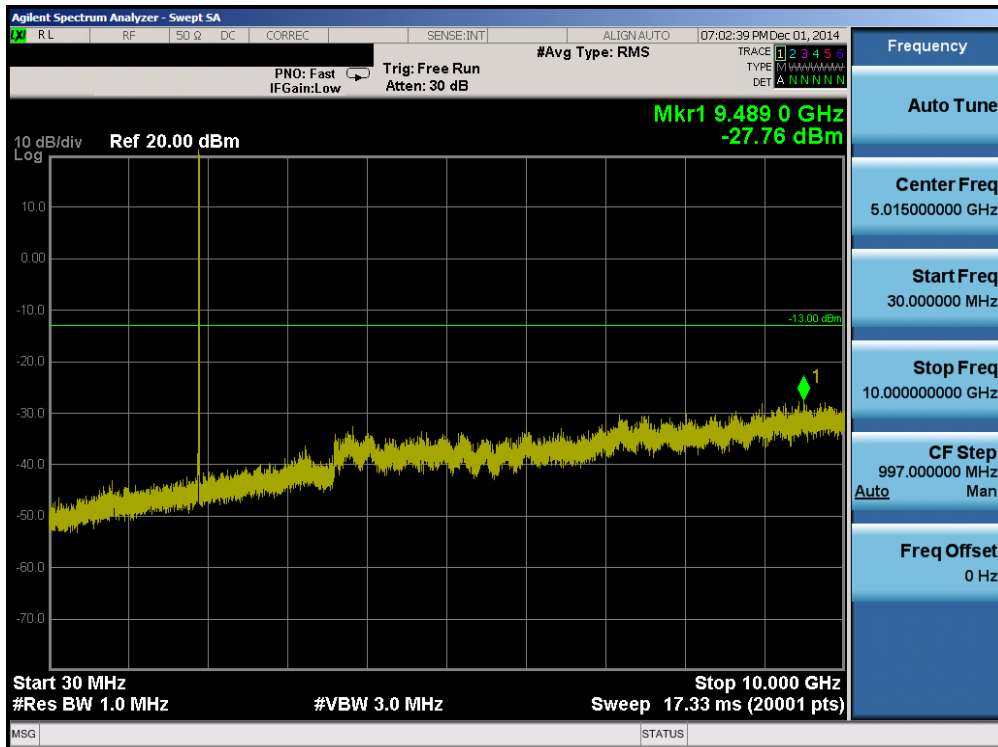 Agilent Spectrum Analyzer - Swept SA
LXI RL RF 50 Ω DC CORREC SENSE:INT ALIGN AUTO 07:02:39 PM Dec 01, 2014
#Avg Type: RMS
TRACE 1 2 3 4 5 6
TYPE M WWWWW
DET A N N N N N
PNO: Fast
IFGain:Low
Trig: Free Run
Atten: 30 dB
Mkr1 9.489 0 GHz
-27.76 dBm
10 dB/div Ref 20.00 dBm
Log
10.0
0.00
-10.0
-13.00 dBm
-20.0
1
-30.0
-40.0
-50.0
-60.0
-70.0
Start 30 MHz Stop 10.000 GHz
#Res BW 1.0 MHz #VBW 3.0 MHz Sweep 17.33 ms (20001 pts)
MSG STATUS
Frequency
Auto Tune
Center Freq
5.015000000 GHz
Start Freq
30.000000 MHz
Stop Freq
10.000000000 GHz
CF Step
997.000000 MHz
Auto Man
Freq Offset
0 Hz